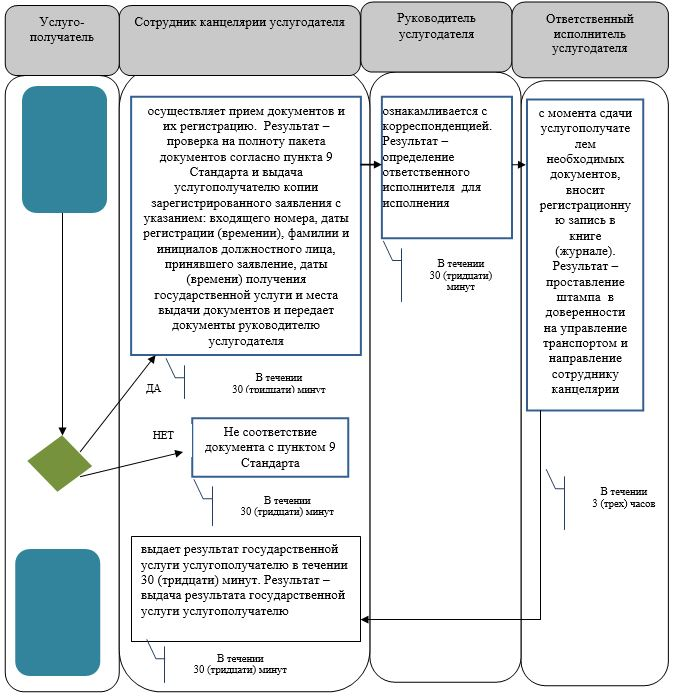 Услуго-
получатель
Сотрудник канцелярии услугодателя
Руководитель
услугодателя
Ответственный
исполнитель
услугодателя
осуществляет прием документов и
их регистрацию. Результат –
проверка на полноту пакета
документов согласно пункта 9
Стандарта и выдача
услугополучателю копии
зарегистрированного заявления с
указанием: входящего номера, даты
регистрации (времении), фамилии и
инициалов должностного лица,
принявшего заявление, даты
(времени) получения
государственной услуги и места
выдачи документов и передает
документы руководителю
услугодателя
ознакамливается с
корреспонденцией.
Результат –
определение
ответственного
исполнителя для
исполнения
с момента сдачи
услугополучате
лем
необходимых
документов,
вносит
регистрационну
ю запись в
книге
(журнале).
Результат –
проставление
штампа в
доверенности
на управление
транспортом и
направление
сотруднику
канцелярии
В течении
30 (тридцати)
минут
В течении
30 (тридцати) минут
ДА
НЕТ
Не соответствие
документа с пунктом 9
Стандарта
В течении
30 (тридцати) минут
В течении
3 (трех) часов
выдает результат государственной
услуги услугополучателю в течении
30 (тридцати) минут. Результат –
выдача результата государственной
услуги услугополучателю
В течении
30 (тридцати) минут